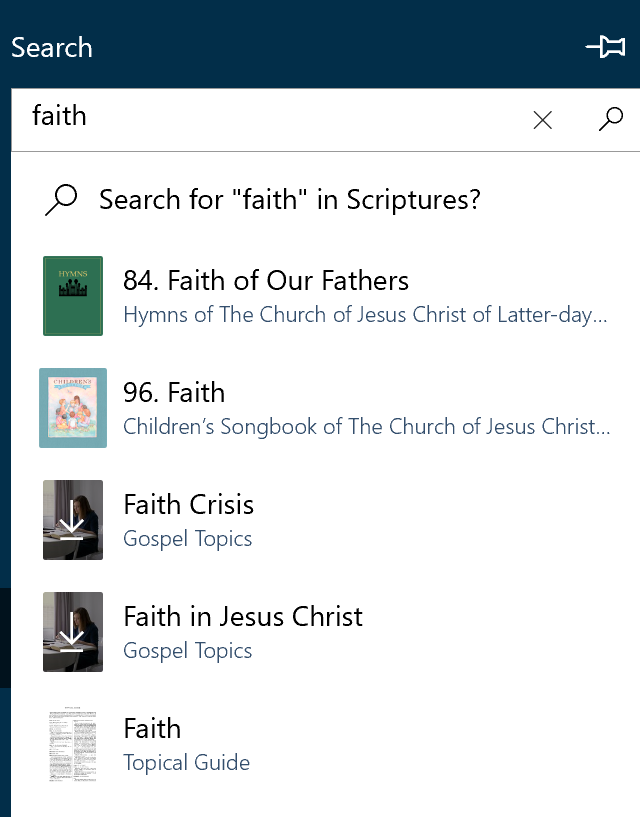 Search
faith
Search for "faith" in Scriptures?
HYMNS
84. Faith of Our Fathers
Hymns of The Church of Jesus Christ of Latter-day...
CHILDREN'S
96. Faith
Children’s Songbook of The Church of Jesus Christ...
Faith Crisis
Gospel Topics
Faith in Jesus Christ
Gospel Topics
Faith
Topical Guide